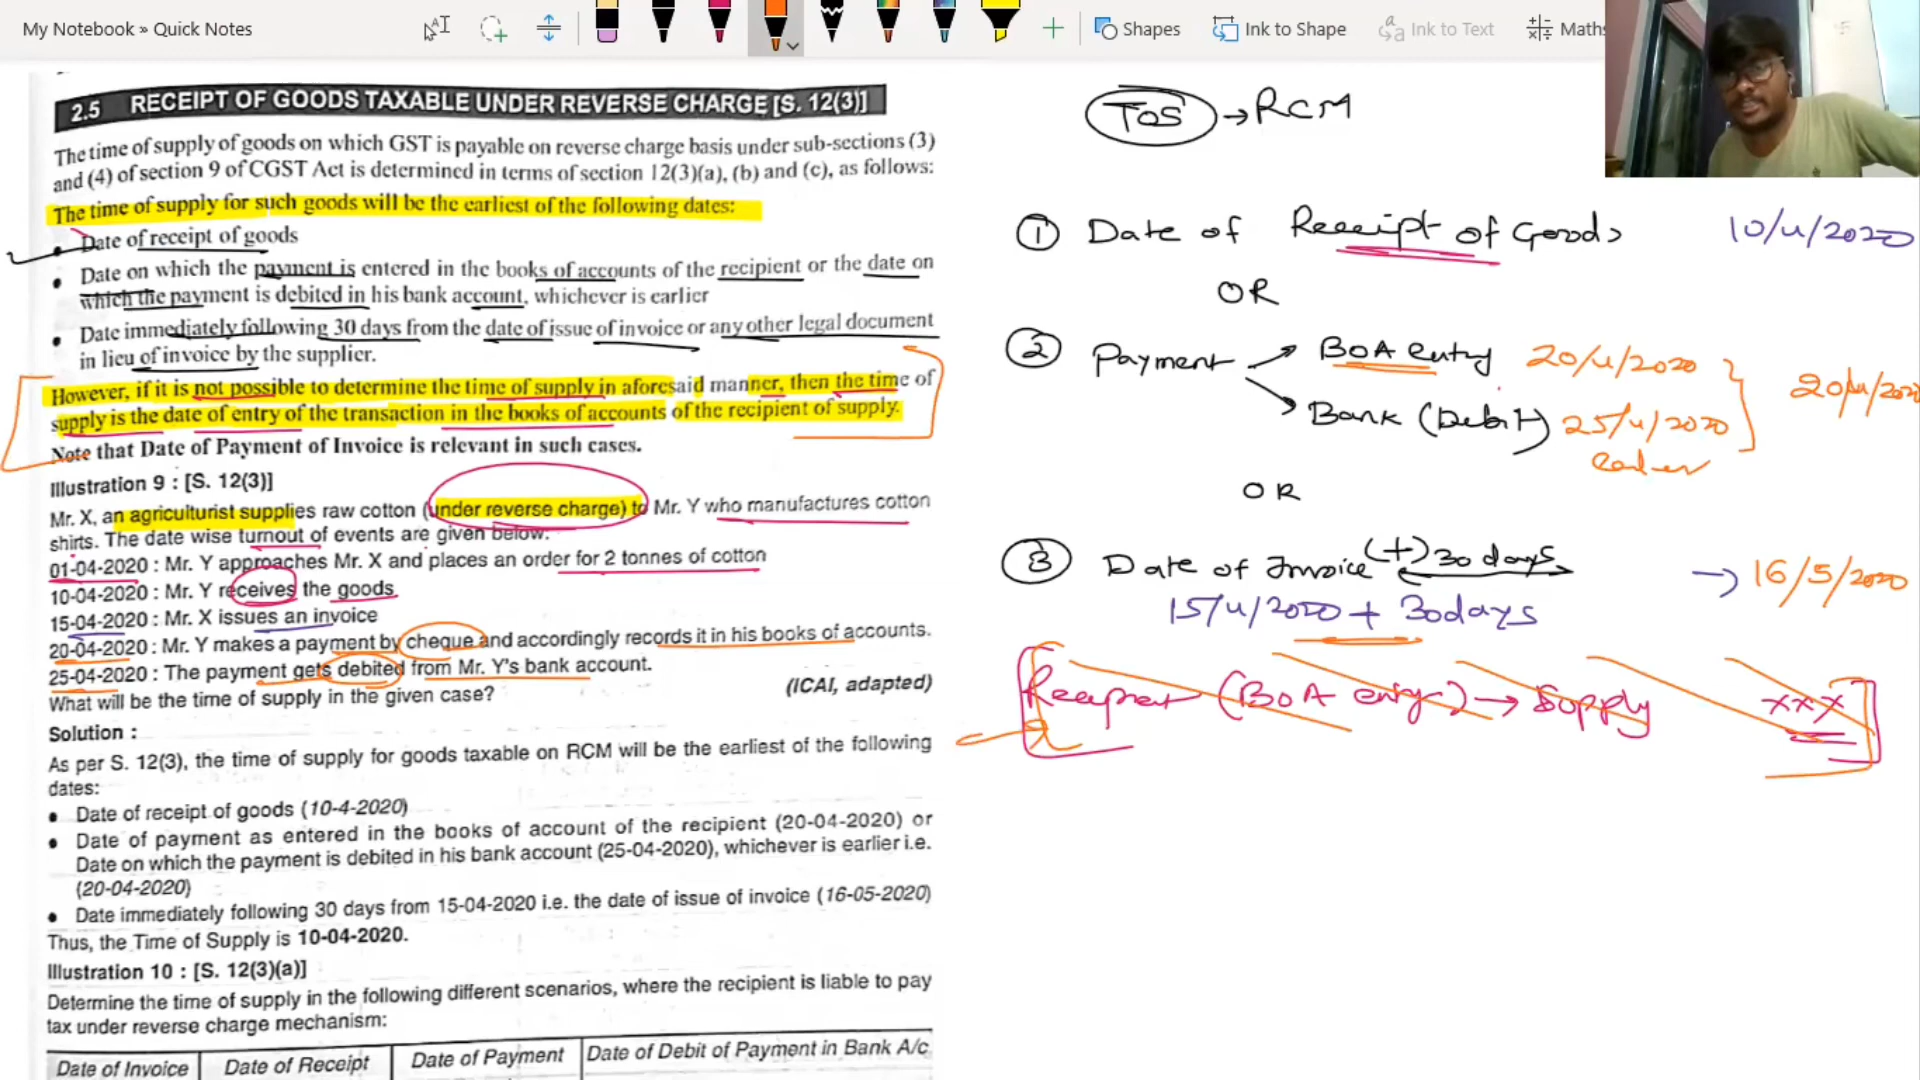 My Notebook » Quick Notes
Shapes
Ink to Shape
Ink to Text
Maths
2.5 RECEIPT OF GOODS TAXABLE UNDER REVERSE CHARGE [S. 12(3)]
The time of supply of goods on which GST is payable on reverse charge basis under sub-sections (3)
and (4) of section 9 of CGST Act is determined in terms of section 12(3)(a), (b) and (c), as follows:
The time of supply for such goods will be the earliest of the following dates:
• Date of receipt of goods
• Date on which the payment is entered in the books of accounts of the recipient or the date on
which the payment is debited in his bank account, whichever is earlier
• Date immediately following 30 days from the date of issue of invoice or any other legal document
in lieu of invoice by the supplier.
However, if it is not possible to determine the time of supply in aforesaid manner, then the time of
supply is the date of entry of the transaction in the books of accounts of the recipient of supply.
Note that Date of Payment of Invoice is relevant in such cases.
Illustration 9 : [S. 12(3)]
Mr. X, an agriculturist supplies raw cotton (under reverse charge) to Mr. Y who manufactures cotton
shirts. The date wise turnout of events are given below:
01-04-2020 : Mr. Y approaches Mr. X and places an order for 2 tonnes of cotton
10-04-2020 : Mr. Y receives the goods
15-04-2020 : Mr. X issues an invoice
20-04-2020 : Mr. Y makes a payment by cheque and accordingly records it in his books of accounts.
25-04-2020 : The payment gets debited from Mr. Y's bank account.
What will be the time of supply in the given case?
(ICAI, adapted)
Solution :
As per S. 12(3), the time of supply for goods taxable on RCM will be the earliest of the following
dates:
• Date of receipt of goods (10-4-2020)
• Date of payment as entered in the books of account of the recipient (20-04-2020) or
Date on which the payment is debited in his bank account (25-04-2020), whichever is earlier i.e.
(20-04-2020)
• Date immediately following 30 days from 15-04-2020 i.e. the date of issue of invoice (16-05-2020)
Thus, the Time of Supply is 10-04-2020.
Illustration 10 : [S. 12(3)(a)]
Determine the time of supply in the following different scenarios, where the recipient is liable to pay
tax under reverse charge mechanism:
Date of Invoice Date of Receipt Date of Payment Date of Debit of Payment in Bank A/c
TOS → RCM
① Date of Receipt of Goods 10/4/2020
OR
② Payment → BOA entry 20/4/2020
20/4/2020
→ Bank (Debit) 25/4/2020
earlier
OR
③ Date of Invoice (+) 30 days → 16/5/2020
15/4/2020 + 30days
(BOA entry) → Supply xxx